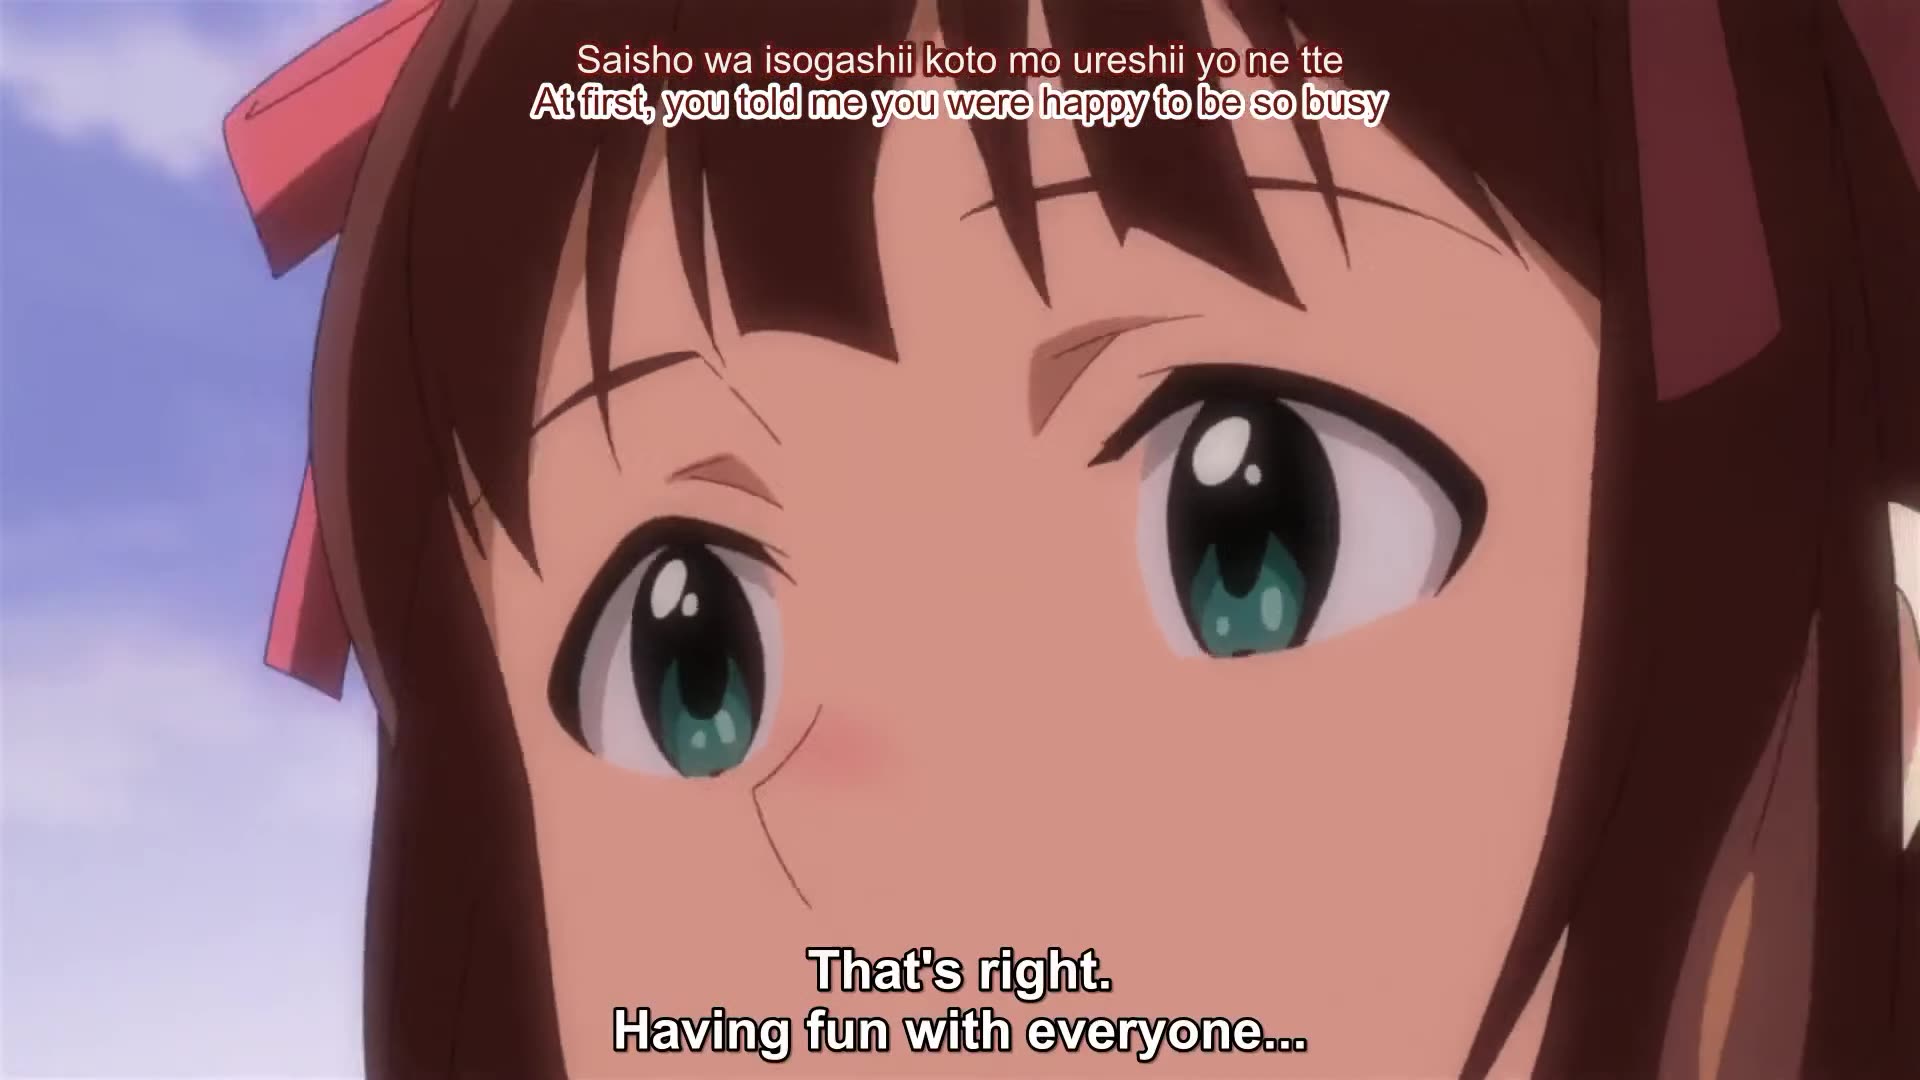 Saisho wa isogashii koto mo ureshii yo ne tte
At first, you told me you were happy to be so busy
That's right.
Having fun with everyone...